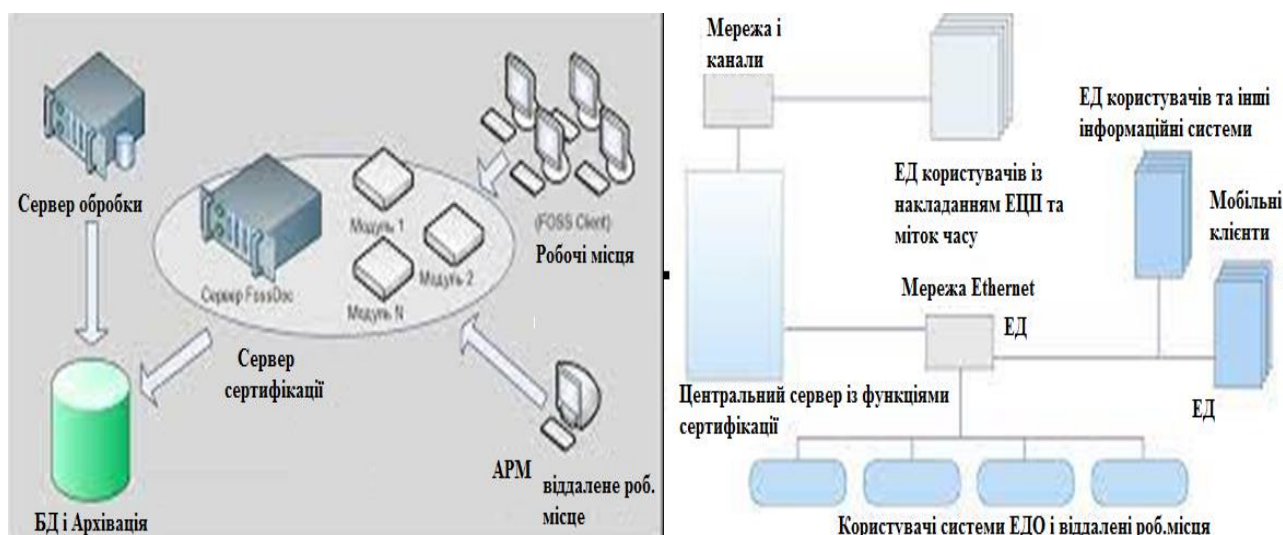 Сервер обробки
Сервер FossDoc
Модуль 1
Модуль 2
Модуль N
(FOSS Client)
Робочі місця
Сервер
сертифікації
АРМ
віддалене роб.
місце
БД і Архівація
Мережа і
канали
ЕД користувачів із
накладанням ЕЦП та
міток часу
ЕД користувачів та інші
інформаційні системи
Мобільні
клієнти
Мережа Ethernet
ЕД
ЕД
Центральний сервер із функціями
сертифікації
Користувачі системи ЕДО і віддалені роб.місця